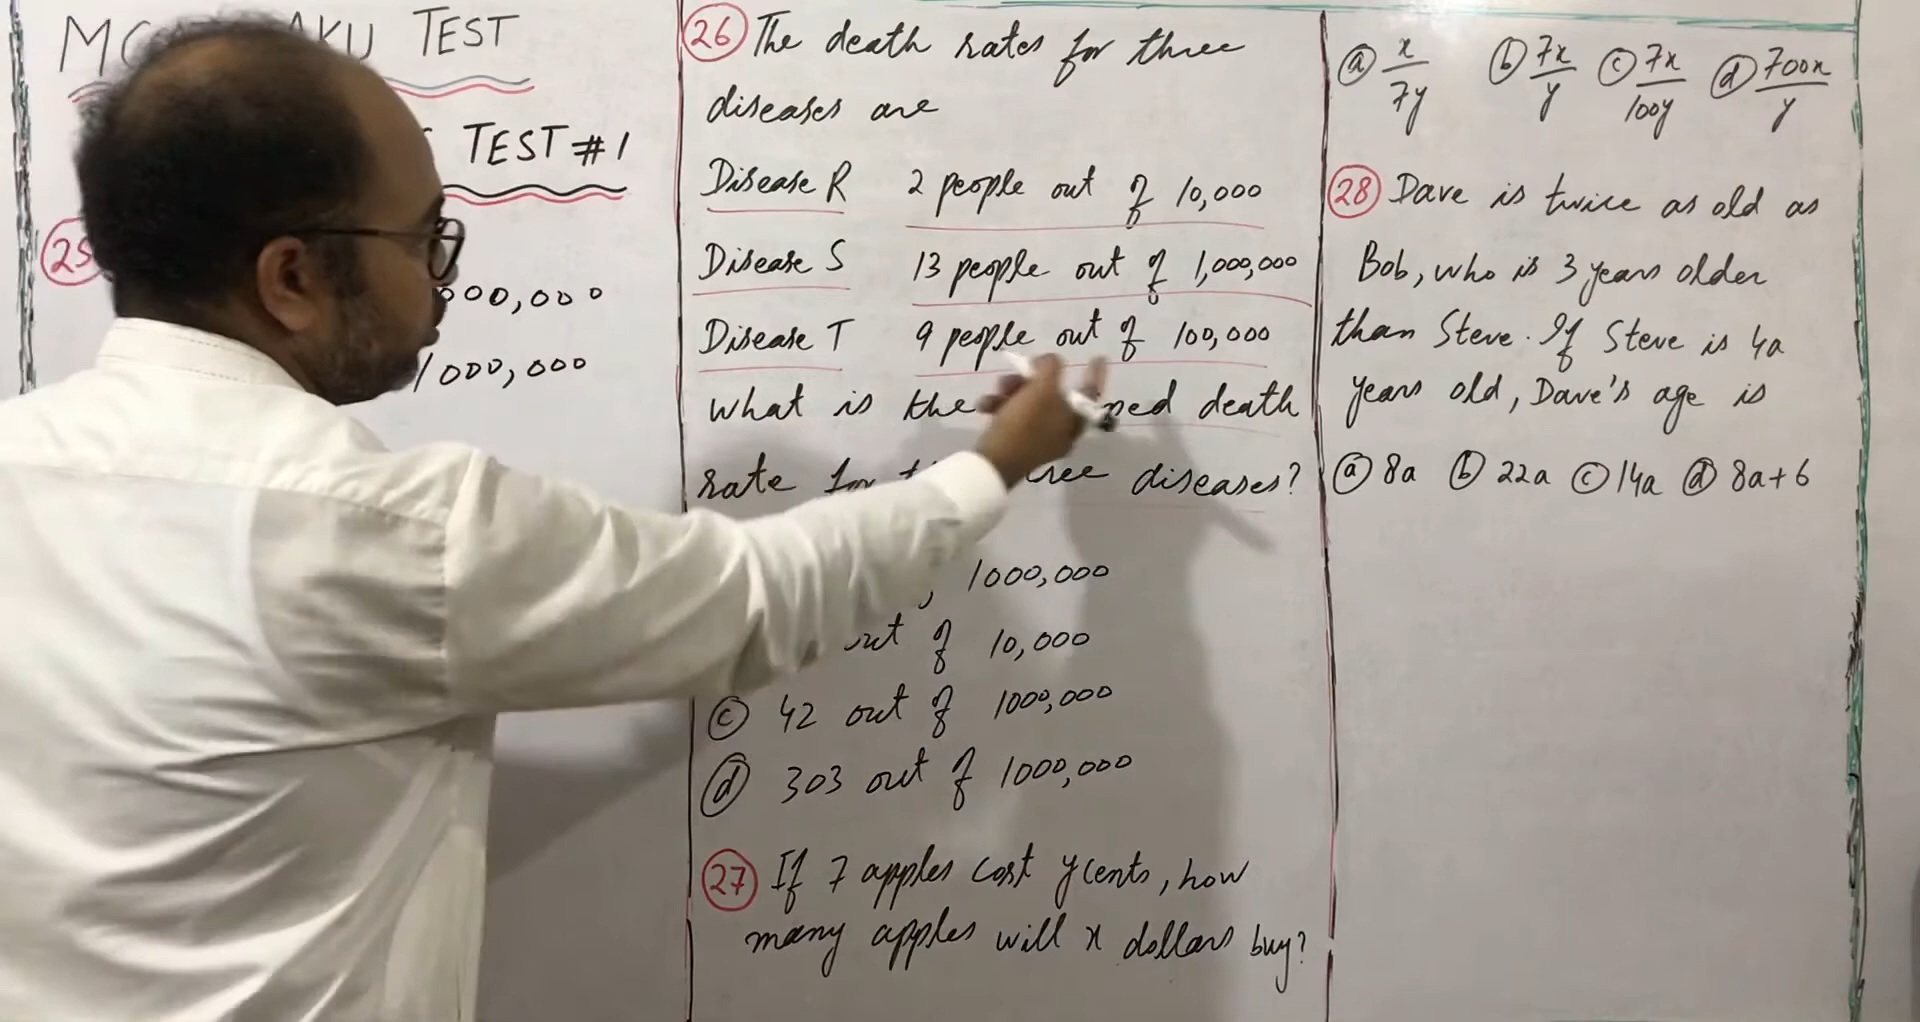 TEST
TEST #1
25
000,000
1000,000
26 The death rates for three
diseases are
Disease R 2 people out of 10,000
Disease S 13 people out of 1,000,000
Disease T 9 people out of 100,000
what is the death
rate for diseases?
1000,000
out of 10,000
c 42 out of 1000,000
d 303 out of 1000,000
27 If 7 apples cost y cents, how
many apples will x dollars buy?
a x/7y b 7x/y c 7x/100y d 700x/y
28 Dave is twice as old as
Bob, who is 3 years older
than Steve. If Steve is 4a
years old, Dave's age is
a 8a b 22a c 14a d 8a+6